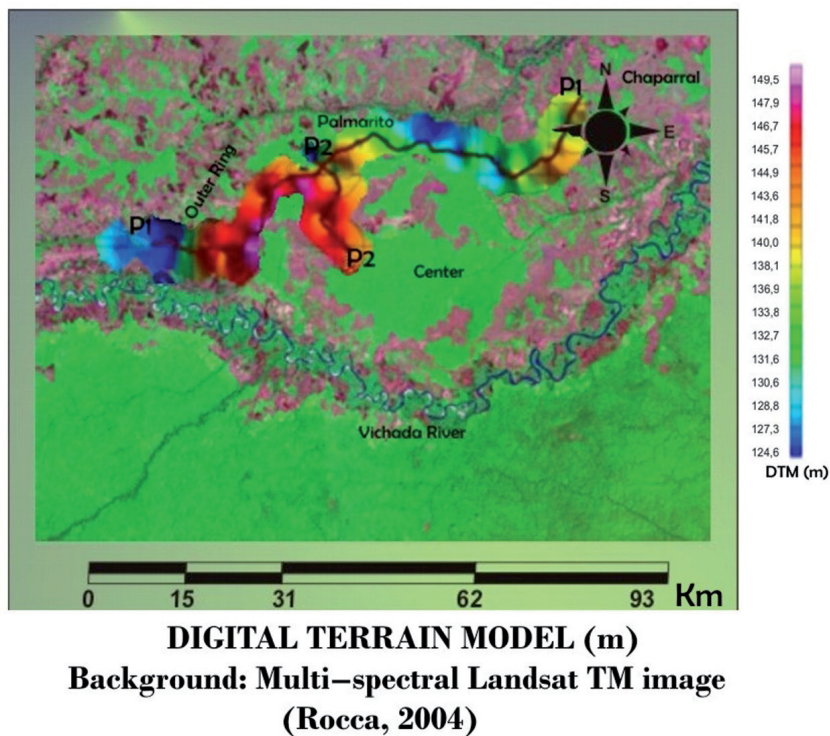 P1
N
Chaparral
149,5
147,9
146,7
145,7
144,9
143,6
141,8
140,0
138,1
136,9
133,8
132,7
131,6
130,6
128,8
127,3
124,6
DTM (m)
Palmarito
E
P2
Outer Ring
S
P1
P2
Center
Vichada River
0 15 31 62 93 Km
DIGITAL TERRAIN MODEL (m)
Background: Multi–spectral Landsat TM image
(Rocca, 2004)